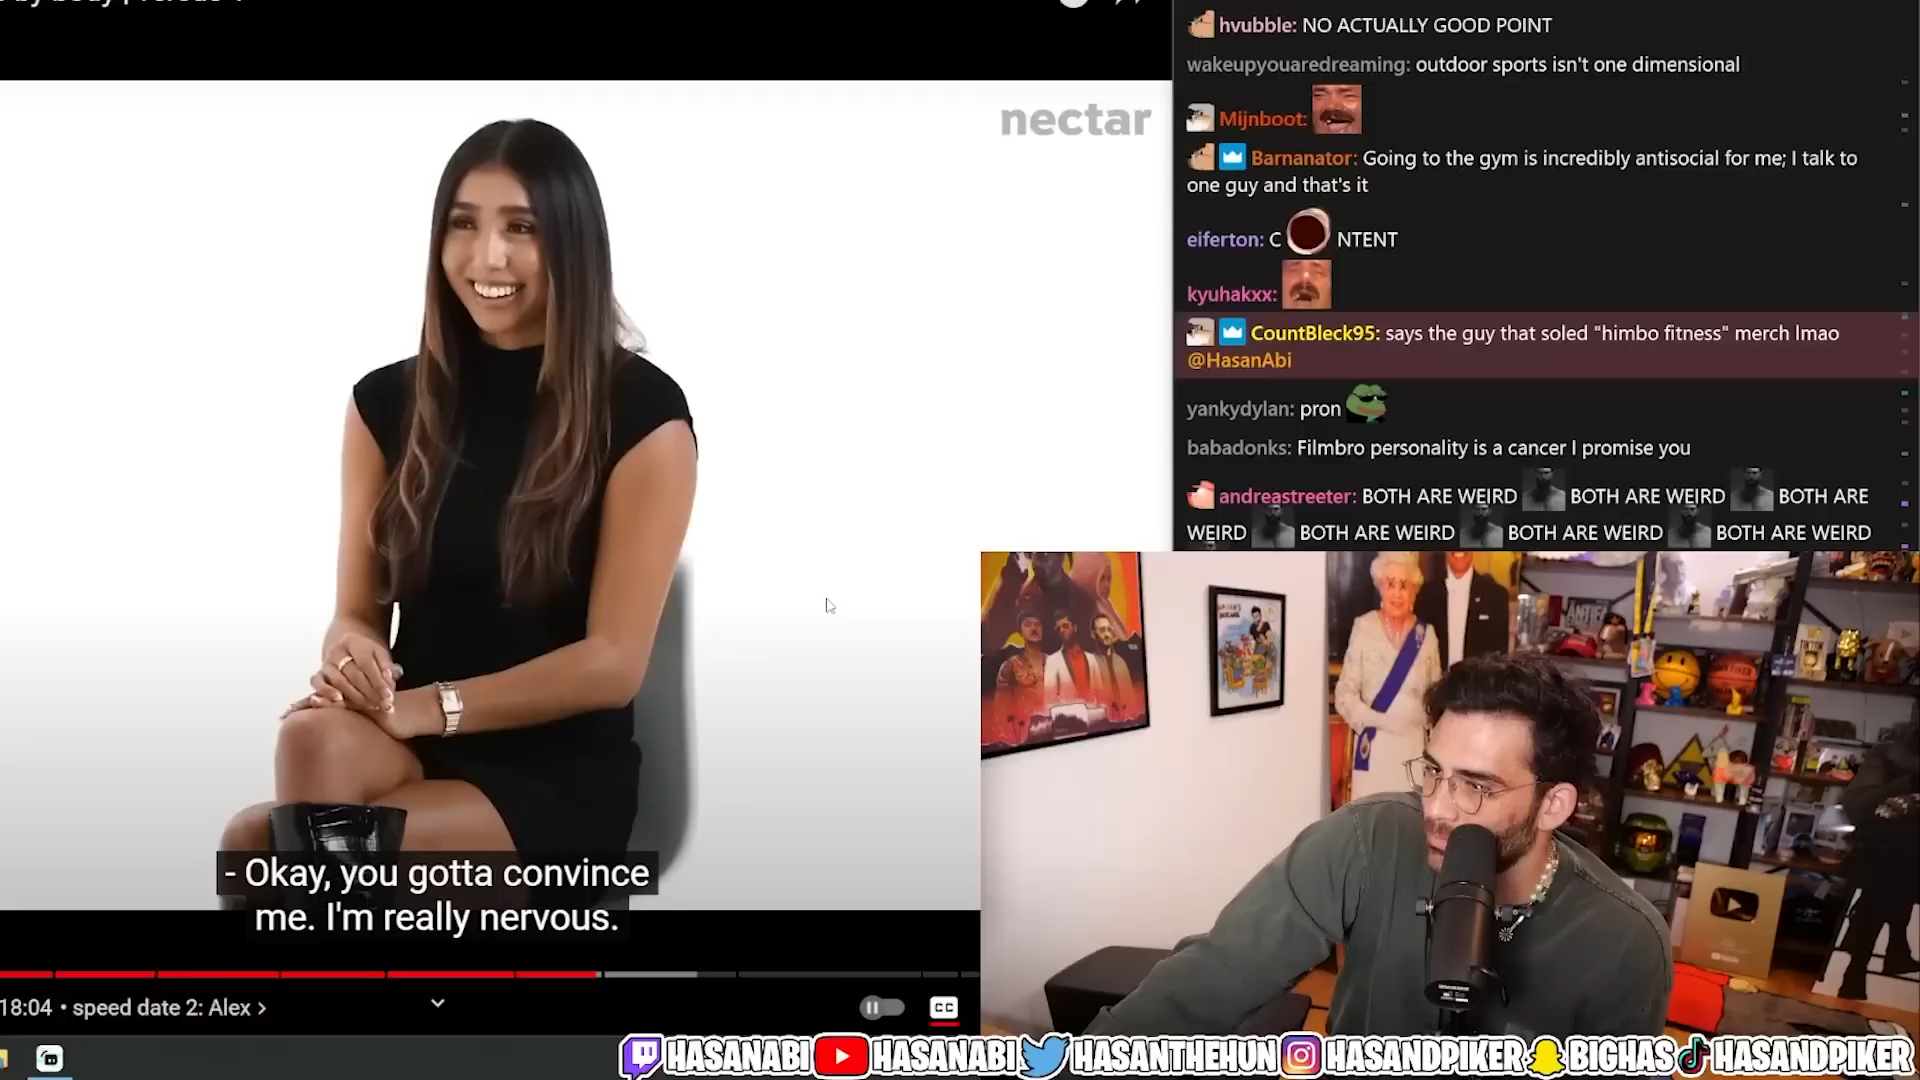 nectar
- Okay, you gotta convince
me. I'm really nervous.
18:04 • speed date 2: Alex >
CC
hvubble: NO ACTUALLY GOOD POINT
wakeupyouaredreaming: outdoor sports isn't one dimensional
Mijnboot:
Barnanator: Going to the gym is incredibly antisocial for me; I talk to
one guy and that's it
eiferton: C NTENT
kyuhakxx:
CountBleck95: says the guy that soled "himbo fitness" merch lmao
@HasanAbi
yankydylan: pron
babadonks: Filmbro personality is a cancer I promise you
andreastreeter: BOTH ARE WEIRD BOTH ARE WEIRD BOTH ARE
WEIRD BOTH ARE WEIRD BOTH ARE WEIRD BOTH ARE WEIRD
HASANABI HASANABI HASANTHEHUN HASANDPIKER BIGHAS HASANDPIKER